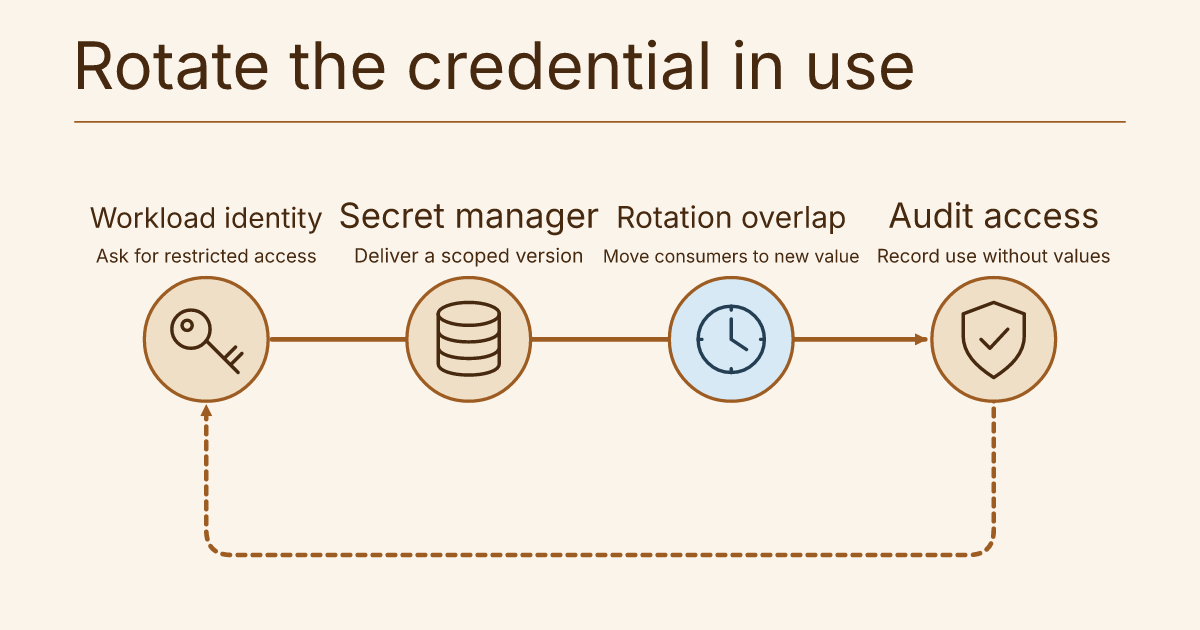 Rotate the credential in use
Workload identity
Ask for restricted access
Secret manager
Deliver a scoped version
Rotation overlap
Move consumers to new value
Audit access
Record use without values